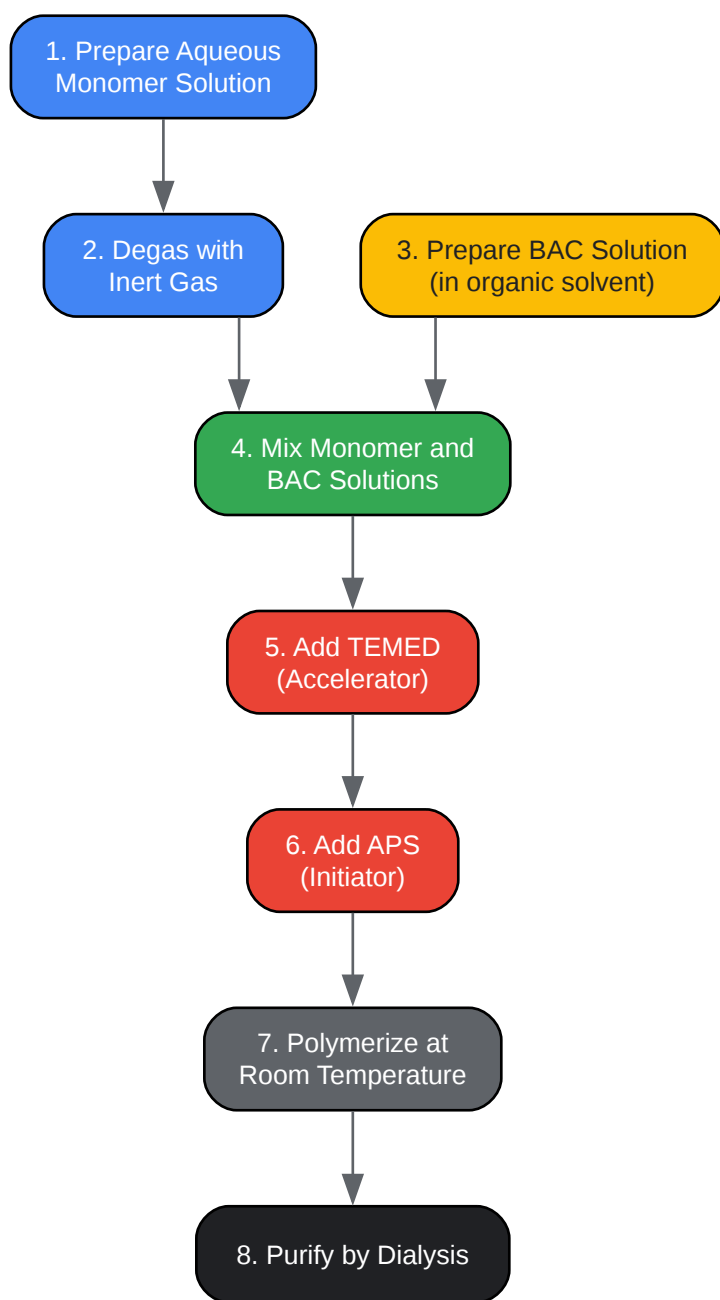 1. Prepare Aqueous
Monomer Solution
2. Degas with
Inert Gas
3. Prepare BAC Solution
(in organic solvent)
4. Mix Monomer and
BAC Solutions
5. Add TEMED
(Accelerator)
6. Add APS
(Initiator)
7. Polymerize at
Room Temperature
8. Purify by Dialysis